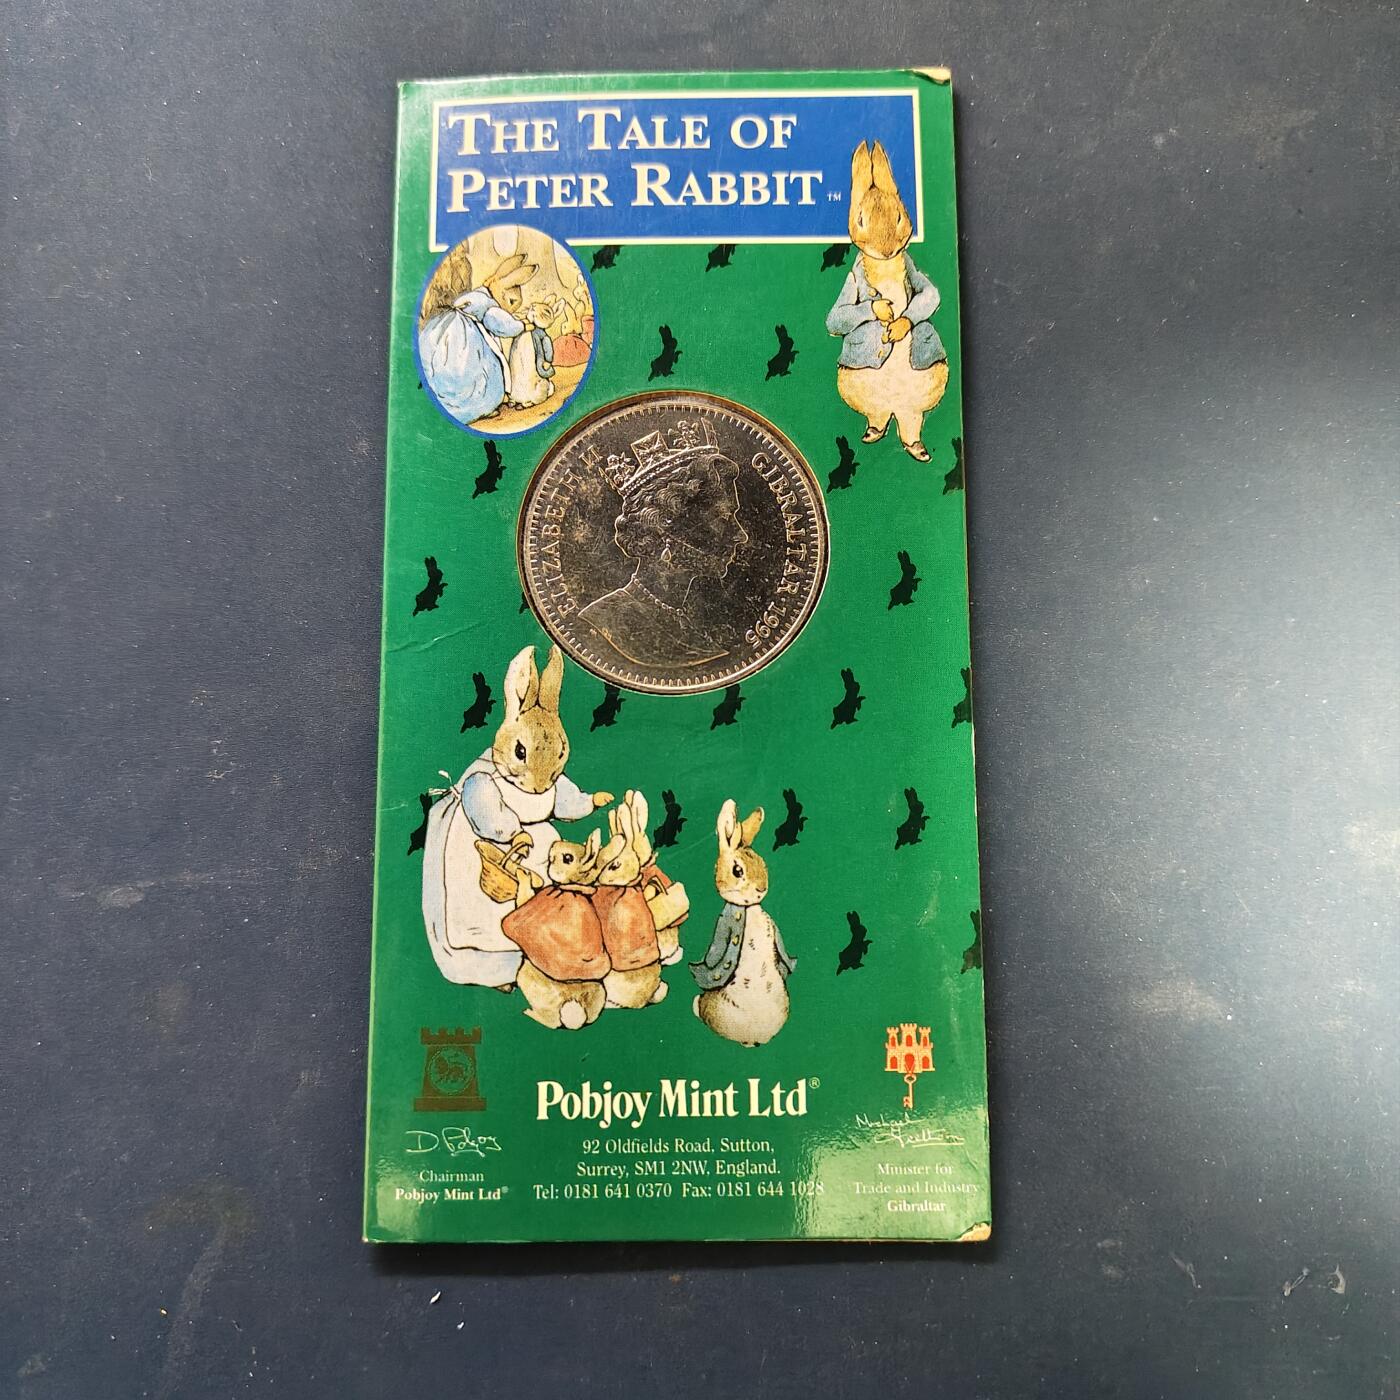 THE TALE OF
PETER RABBIT™
ELIZABETH II
GIBRALTAR · 1995
Pobjoy Mint Ltd®
92 Oldfields Road, Sutton,
Surrey, SM1 2NW, England.
Tel: 0181 641 0370 Fax: 0181 644 1028
D Pobjoy
Chairman
Pobjoy Mint Ltd®
Michael
Minister for
Trade and Industry
Gibraltar